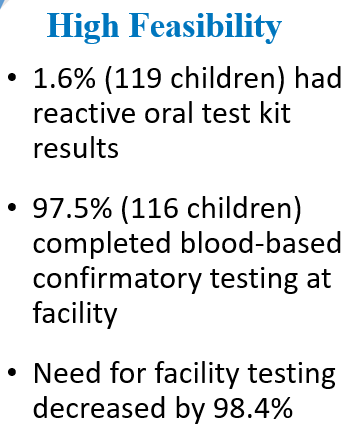 High Feasibility
• 1.6% (119 children) had
reactive oral test kit
results
• 97.5% (116 children)
completed blood-based
confirmatory testing at
facility
• Need for facility testing
decreased by 98.4%